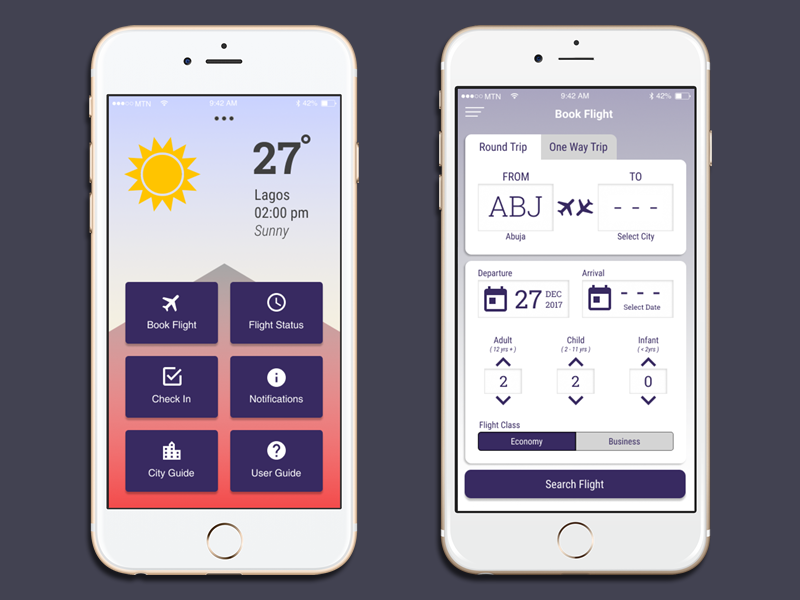 MTN 9:42 AM 42%
27°
Lagos
02:00 pm
Sunny
Book Flight
Flight Status
Check In
Notifications
City Guide
User Guide
MTN 9:42 AM 42%
Book Flight
Round Trip
One Way Trip
FROM
TO
ABJ
- - -
Abuja
Select City
Departure
Arrival
27 DEC 2017
- - -
Select Date
Adult
Child
Infant
( 12 yrs + )
( 2 - 11 yrs )
( < 2yrs )
2
2
0
Flight Class
Economy
Business
Search Flight